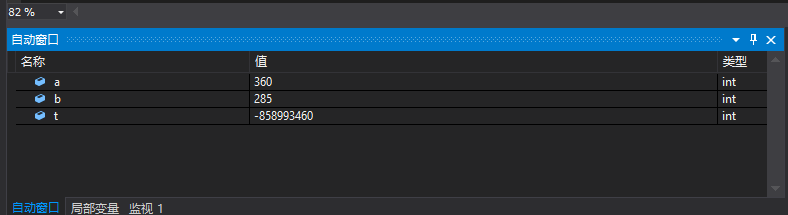 82 %
自动窗口
名称 值 类型
a 360 int
b 285 int
t -858993460 int
自动窗口 局部变量 监视 1